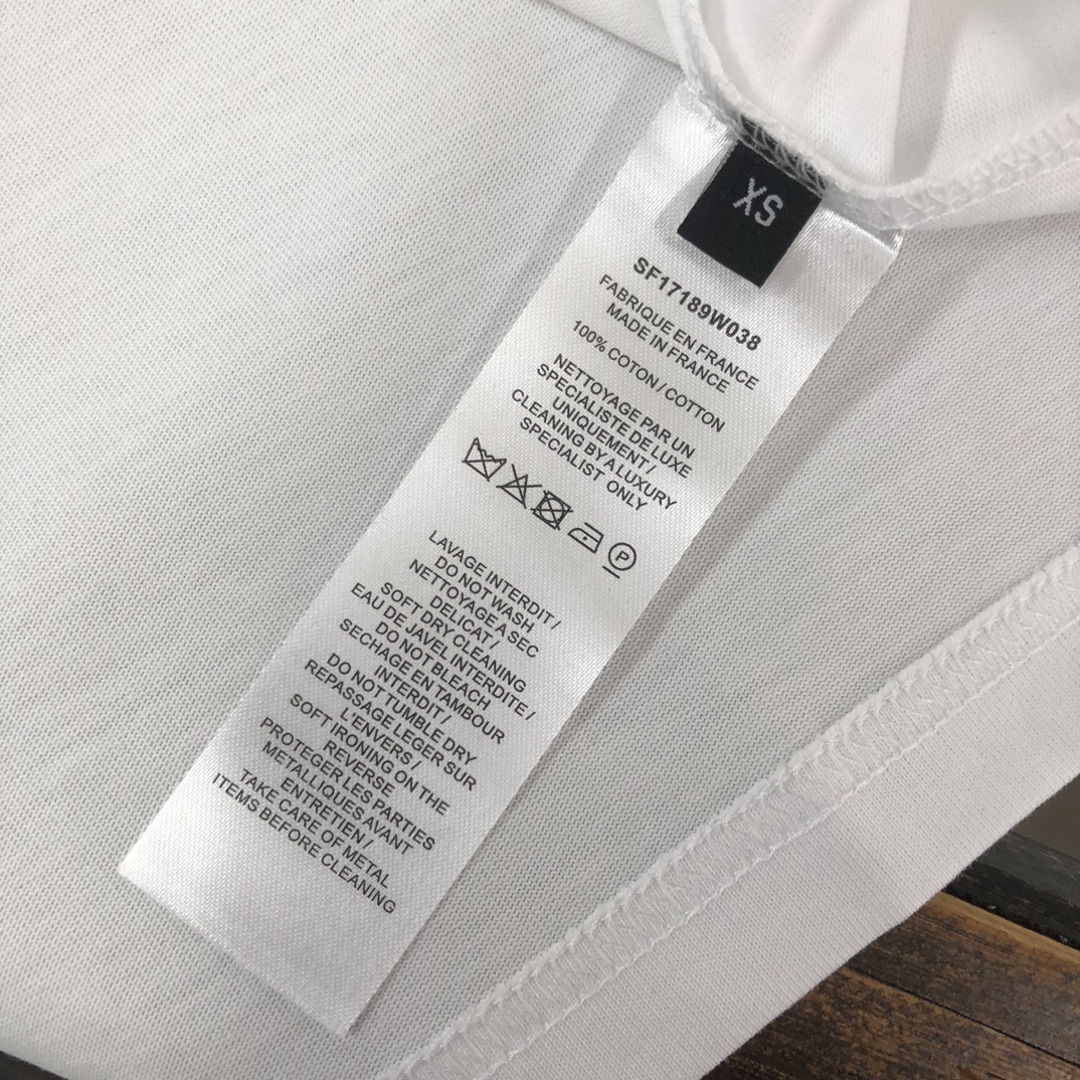 XS
SF17189W038
FABRIQUE EN FRANCE
MADE IN FRANCE
100% COTON / COTTON
NETTOYAGE PAR UN
SPECIALISTE DE LUXE
UNIQUEMENT /
CLEANING BY A LUXURY
SPECIALIST ONLY
P
LAVAGE INTERDIT /
DO NOT WASH
NETTOYAGE A SEC
DELICAT /
SOFT DRY CLEANING
EAU DE JAVEL INTERDITE /
DO NOT BLEACH
SECHAGE EN TAMBOUR
INTERDIT /
DO NOT TUMBLE DRY
REPASSAGE LEGER SUR
L'ENVERS /
SOFT IRONING ON THE
REVERSE
PROTEGER LES PARTIES
METALLIQUES AVANT
ENTRETIEN /
TAKE CARE OF METAL
ITEMS BEFORE CLEANING